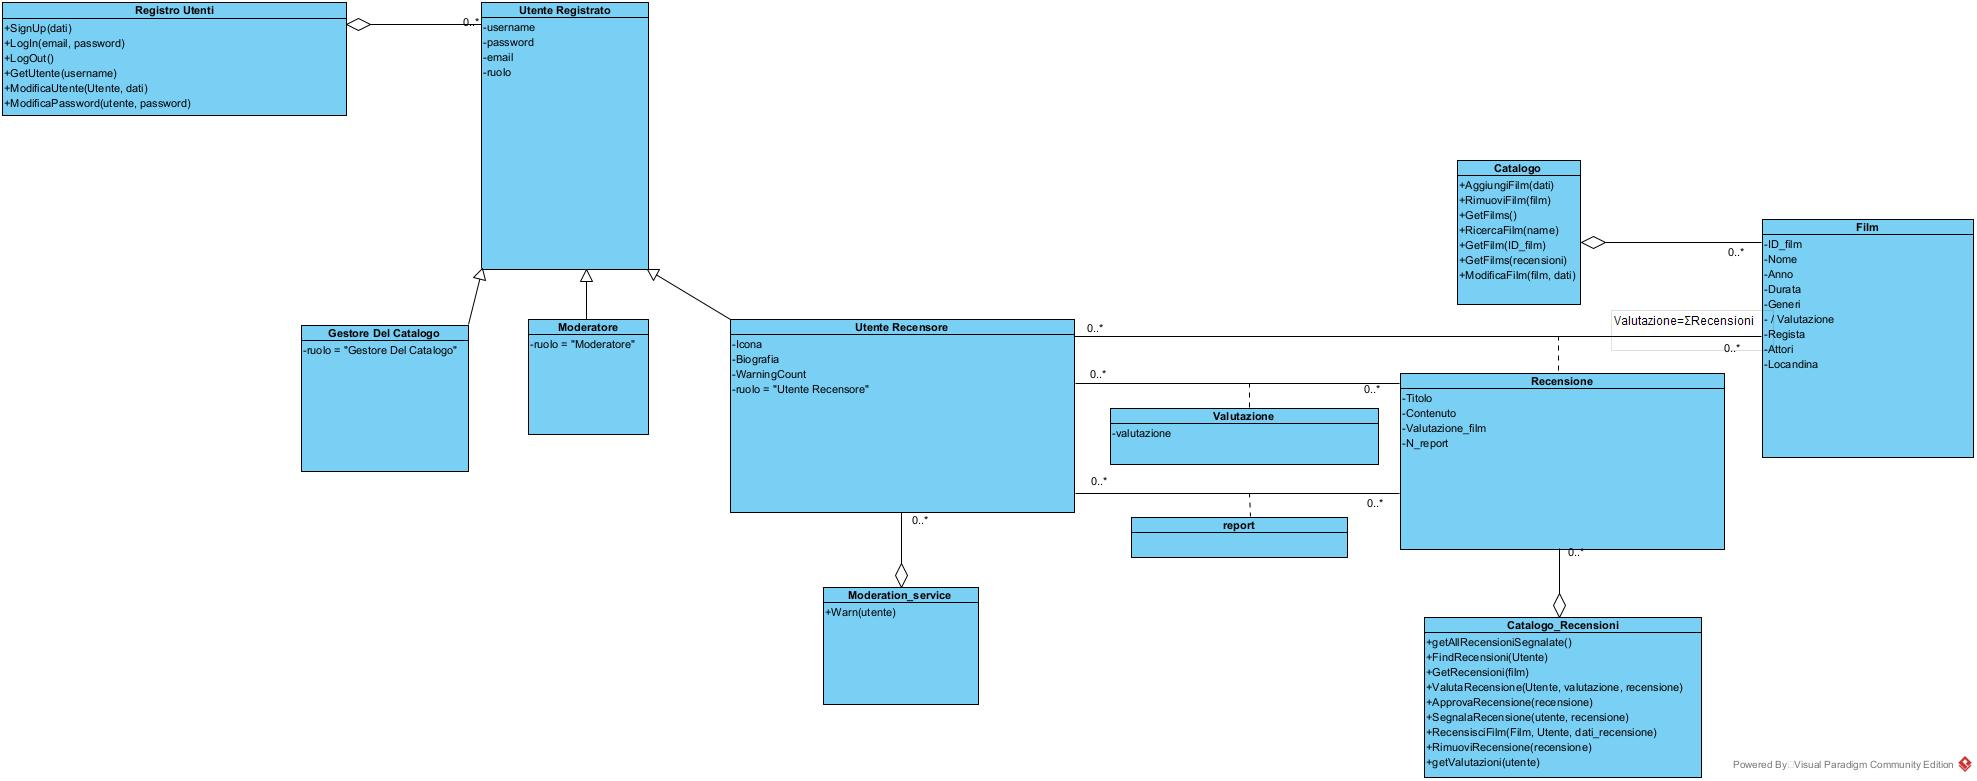 Registro Utenti
+SignUp(dati)
+LogIn(email, password)
+LogOut()
+GetUtente(username)
+ModificaUtente(Utente, dati)
+ModificaPassword(utente, password)
0..*
Utente Registrato
-username
-password
-email
-ruolo
Gestore Del Catalogo
-ruolo = "Gestore Del Catalogo"
Moderatore
-ruolo = "Moderatore"
Utente Recensore
-Icona
-Biografia
-WarningCount
-ruolo = "Utente Recensore"
Catalogo
+AggiungiFilm(dati)
+RimuoviFilm(film)
+GetFilms()
+RicercaFilm(name)
+GetFilm(ID_film)
+GetFilms(recensioni)
+ModificaFilm(film, dati)
0..*
Film
-ID_film
-Nome
-Anno
-Durata
-Generi
- / Valutazione
-Regista
-Attori
-Locandina
Valutazione=ΣRecensioni
0..*
0..*
0..*
0..*
Valutazione
-valutazione
Recensione
-Titolo
-Contenuto
-Valutazione_film
-N_report
0..*
0..*
report
0..*
Moderation_service
+Warn(utente)
0..*
Catalogo_Recensioni
+getAllRecensioniSegnalate()
+FindRecensioni(Utente)
+GetRecensioni(film)
+ValutaRecensione(Utente, valutazione, recensione)
+ApprovaRecensione(recensione)
+SegnalaRecensione(utente, recensione)
+RecensisciFilm(Film, Utente, dati_recensione)
+RimuoviRecensione(recensione)
+getValutazioni(utente)
Powered By Visual Paradigm Community Edition